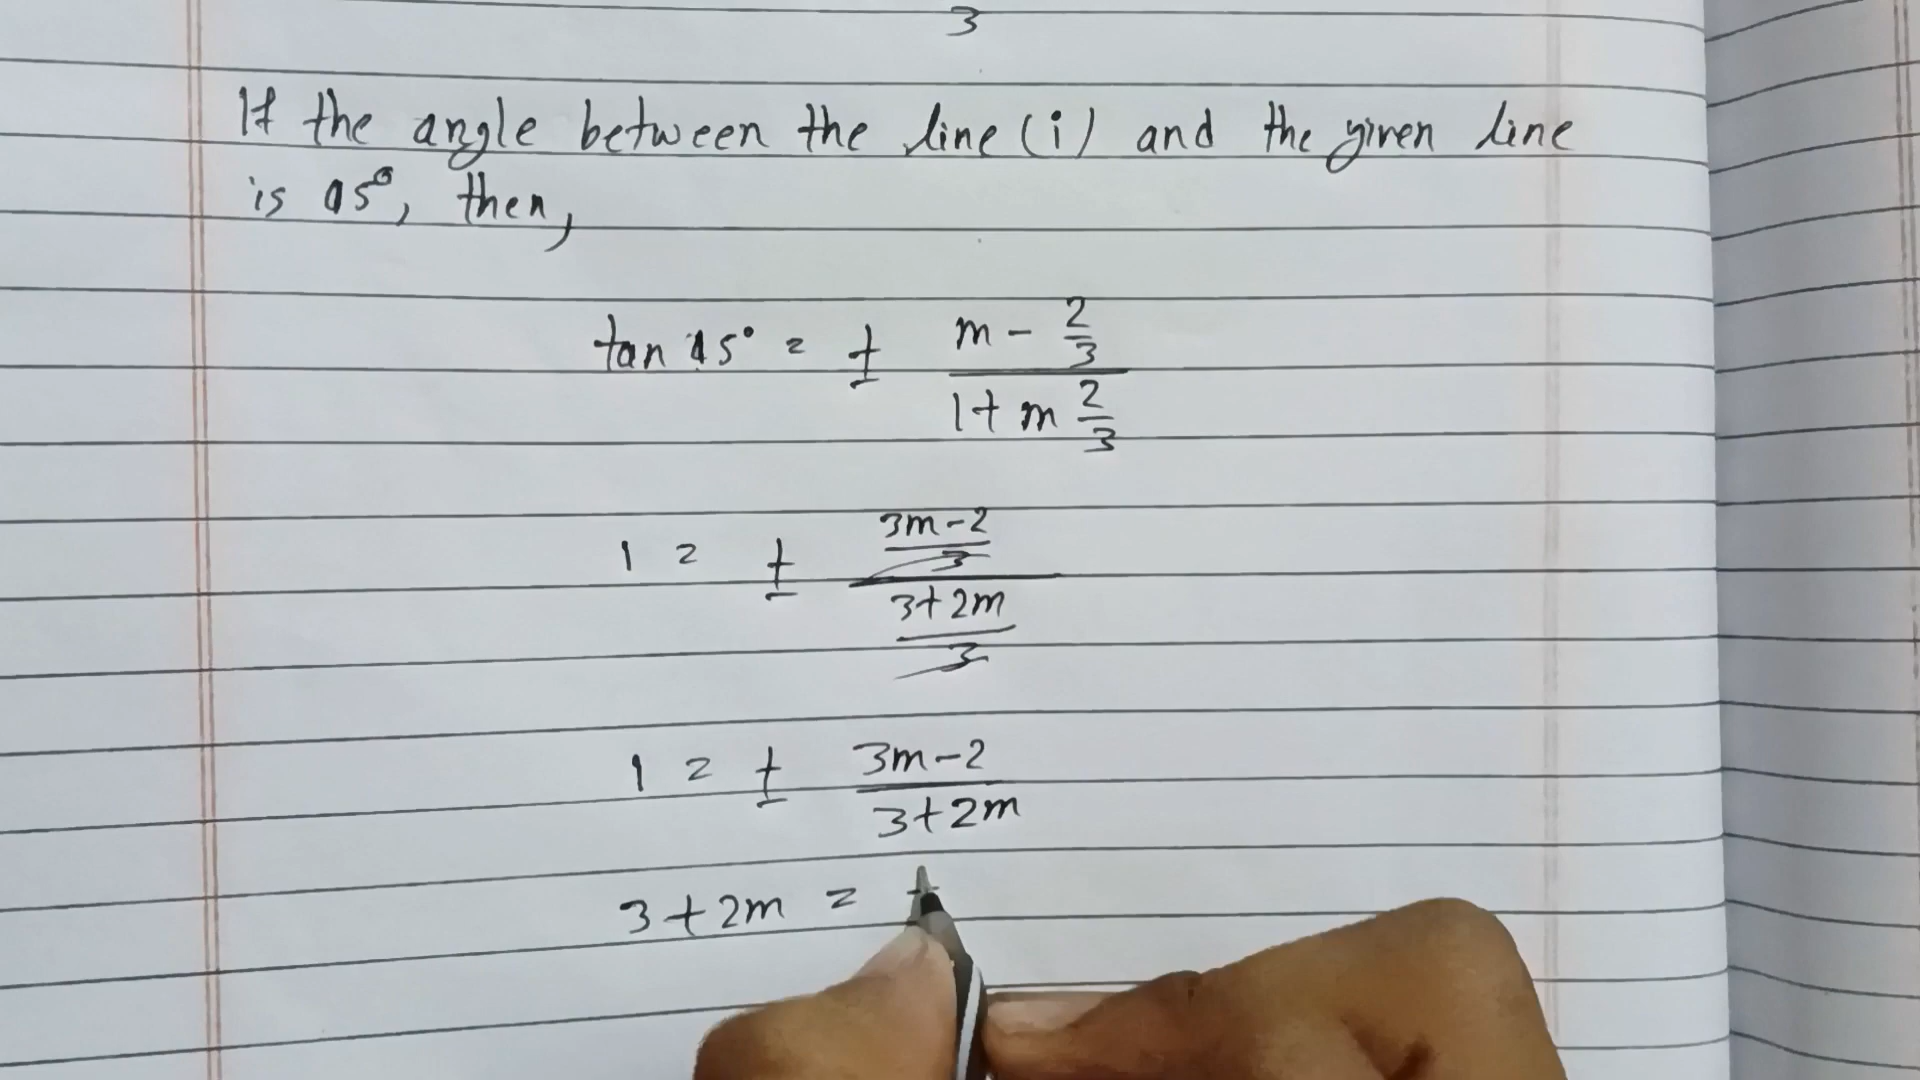 3
If the angle between the line (i) and the given line
is 45°, then,
tan 45° = ± (m - 2/3)/(1 + m 2/3)
1 = ± ((3m-2)/3)/((3+2m)/3)
1 = ± (3m-2)/(3+2m)
3+2m =